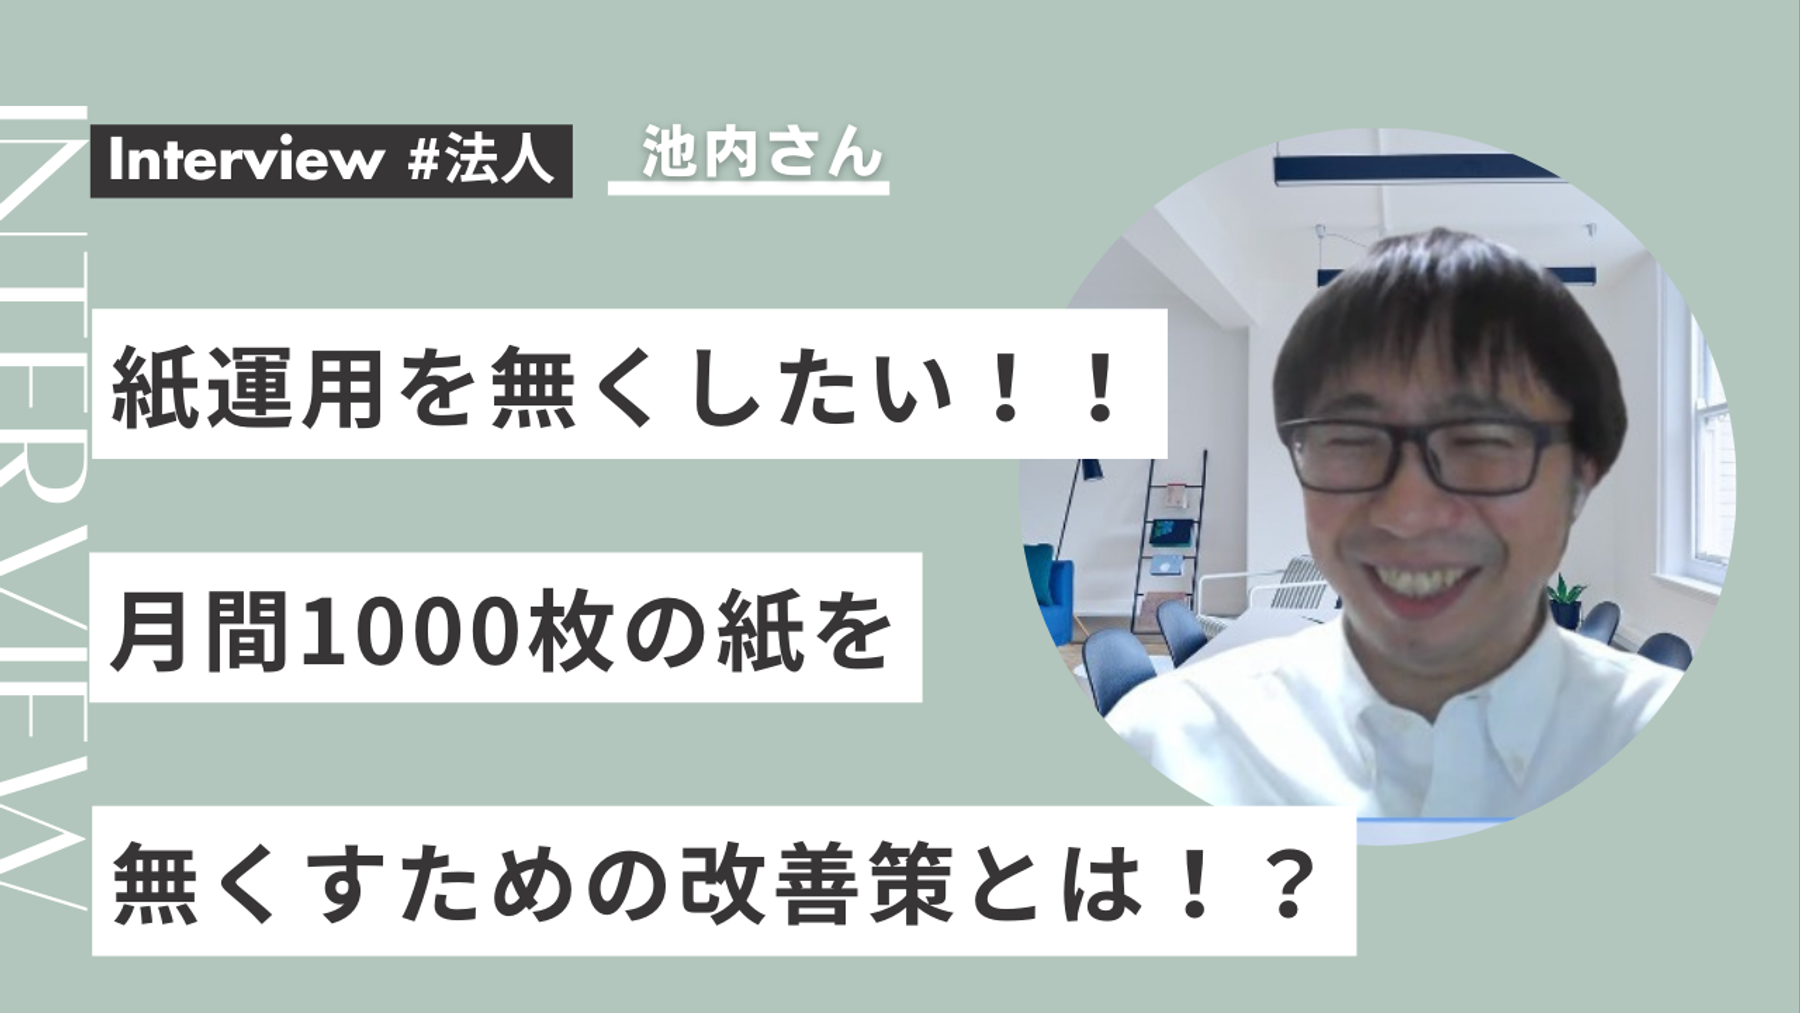 INTERVIEW
Interview #法人
池内さん
紙運用を無くしたい！！
月間1000枚の紙を
無くすための改善策とは！？